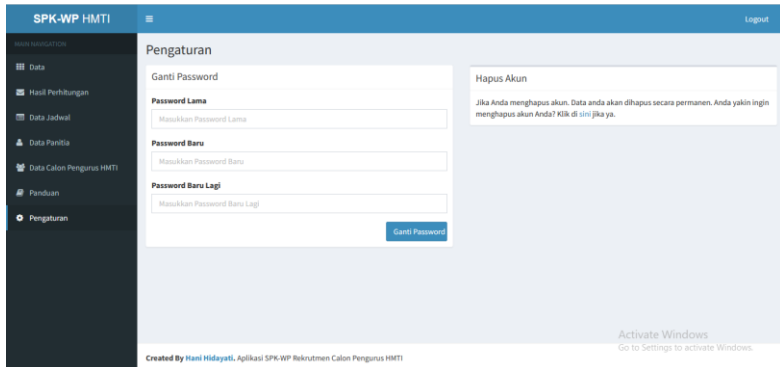 SPK-WP HMTI
Logout
MAIN NAVIGATION
Data
Hasil Perhitungan
Data Jadwal
Data Panitia
Data Calon Pengurus HMTI
Panduan
Pengaturan
Pengaturan
Ganti Password
Password Lama
Masukkan Password Lama
Password Baru
Masukkan Password Baru
Password Baru Lagi
Masukkan Password Baru Lagi
Ganti Password
Hapus Akun
Jika Anda menghapus akun. Data anda akan dihapus secara permanen. Anda yakin ingin
menghapus akun Anda? Klik di sini jika ya.
Activate Windows
Go to Settings to activate Windows.
Created By Hani Hidayati. Aplikasi SPK-WP Rekrutmen Calon Pengurus HMTI